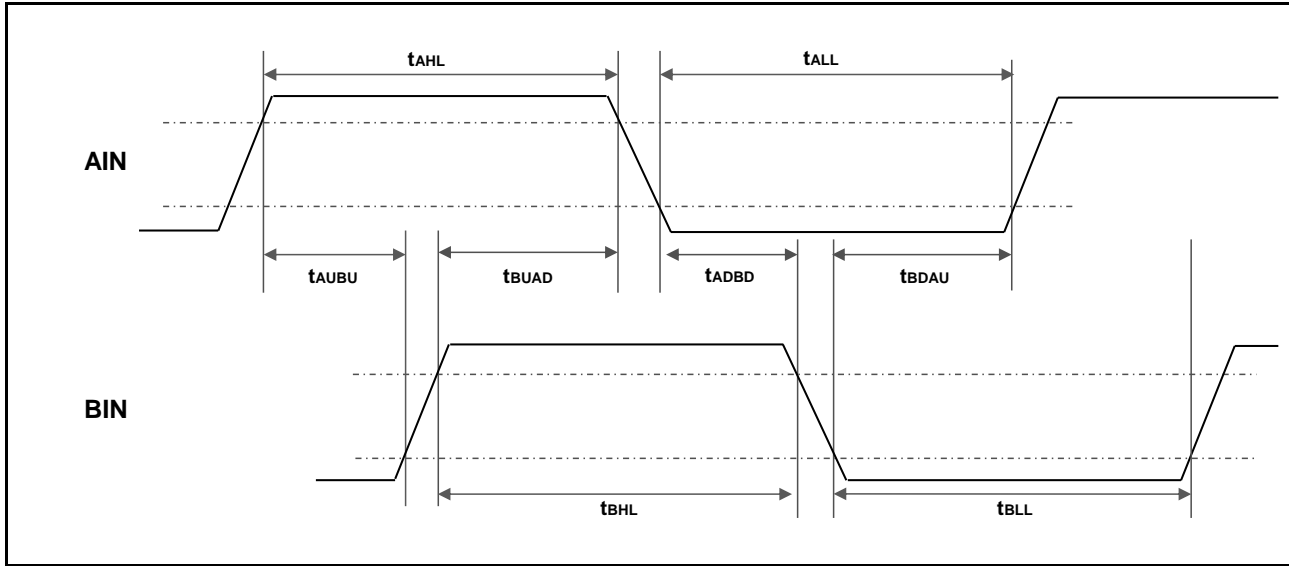 tAHL tALL
AIN
tAUBU tBUAD tADBD tBDAU
BIN
tBHL tBLL